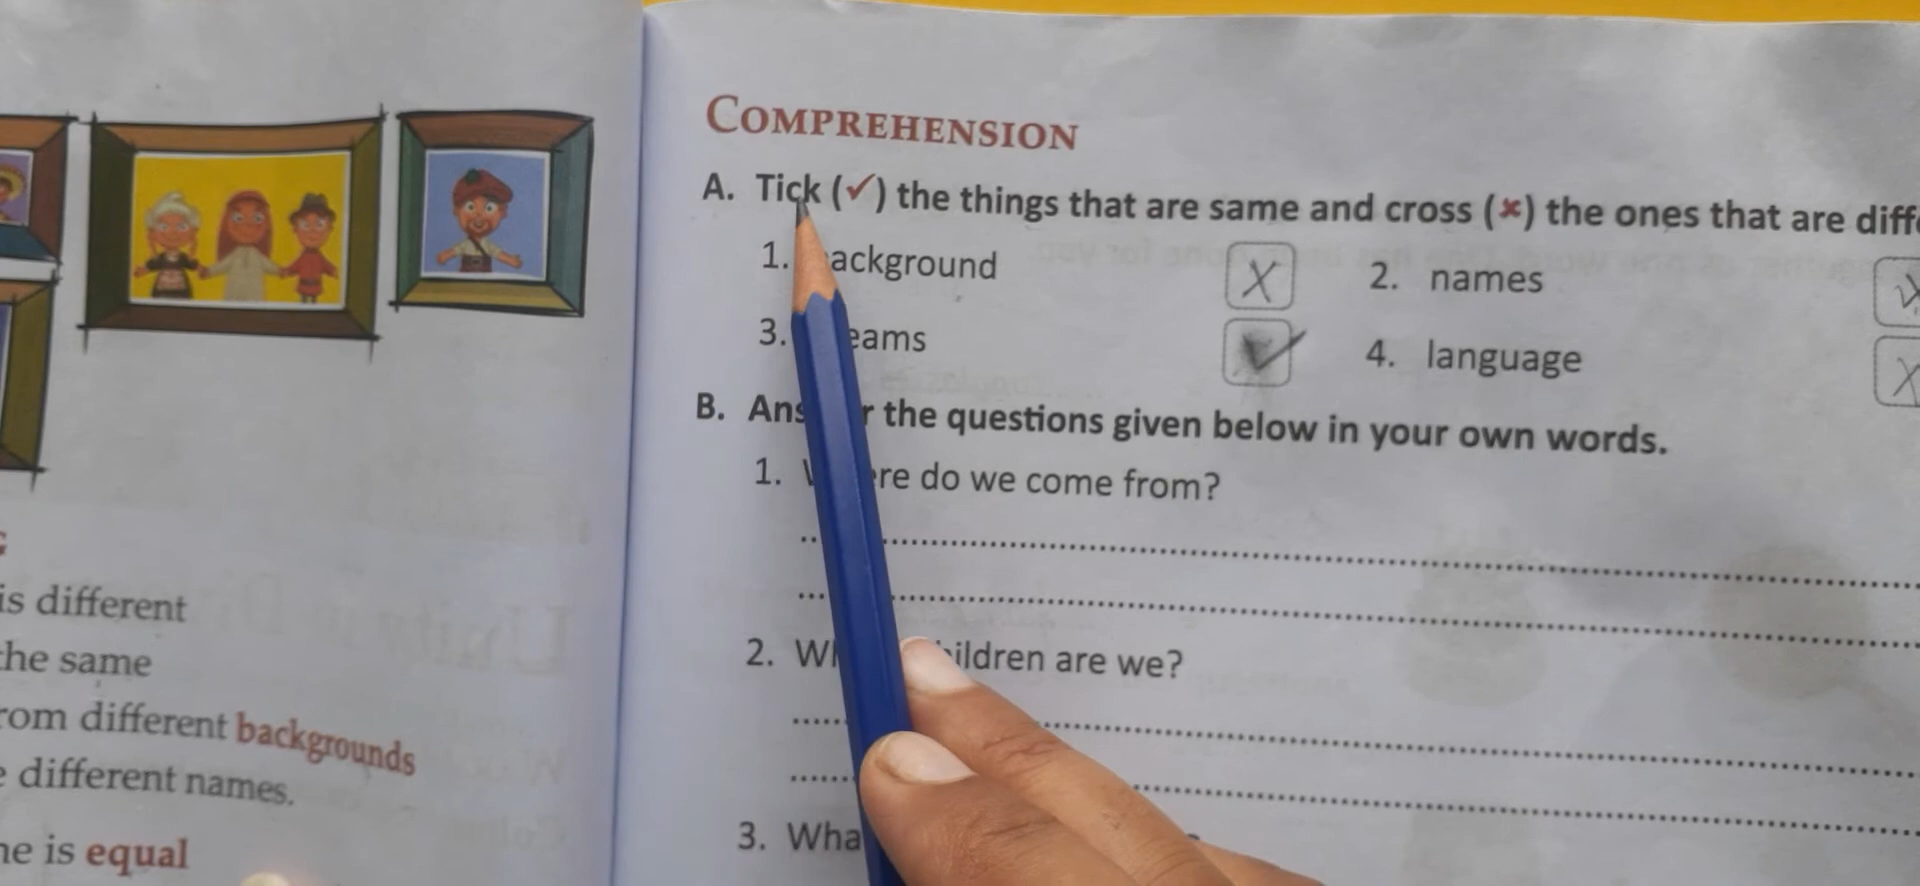 is different
he same
rom different backgrounds
different names.
e is equal
COMPREHENSION
A. Tick (✓) the things that are same and cross (✗) the ones that are diffe
1. ackground X 2. names
3. eams ✓ 4. language X
B. Ans r the questions given below in your own words.
1. re do we come from?
2. W ildren are we?
3. Wha